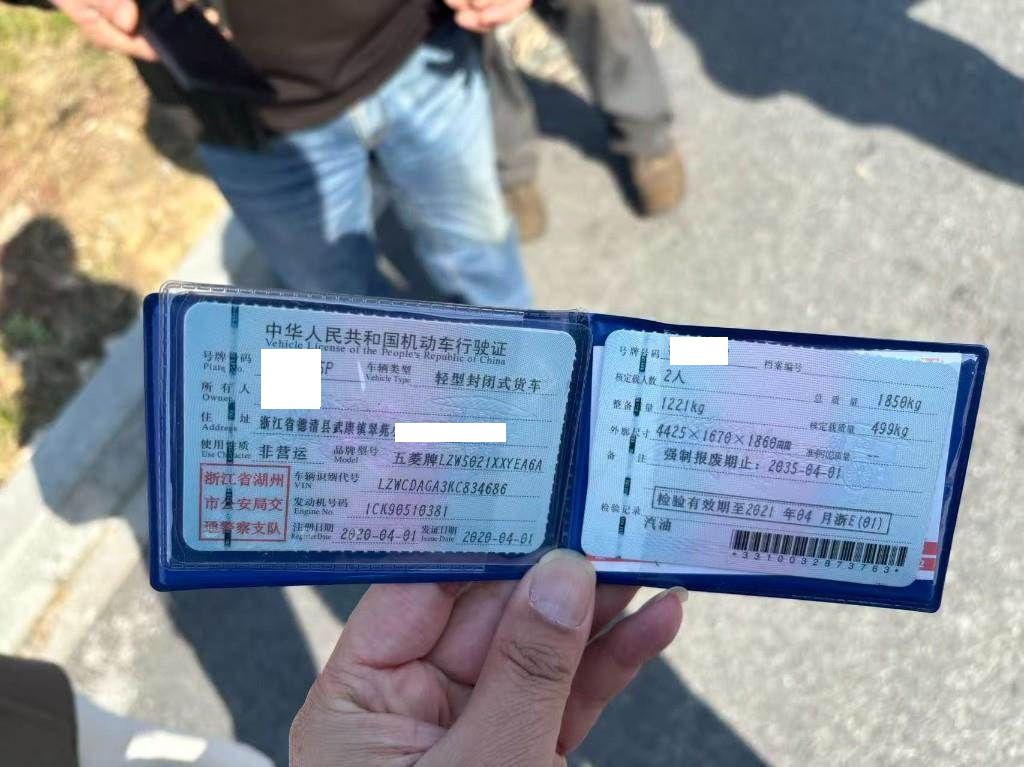 中华人民共和国机动车行驶证
Vehicle License of the People's Republic of China
号牌号码 5P 车辆类型 轻型封闭式货车
Plate No. Vehicle Type
所有人
Owner
住址 浙江省德清县武康镇翠苑
Address
使用性质 非营运 品牌型号 五菱牌LZW5021XXYEA6A
Use Character Model
浙江省湖州
市公安局交
通警察支队
车辆识别代号 LZWCDAGA3KC834686
VIN
发动机号码 ICK90510381
Engine No.
注册日期 2020-04-01 发证日期 2020-04-01
Register Date Issue Date
号牌号码 档案编号
核定载人数 2人 总质量 1850kg
整备质量 1221kg 核定载质量 499kg
外廓尺寸 4425×1670×1860mm 准牵引总质量 --
备注 强制报废期止：2035-04-01
检验记录 检验有效期至2021年04月浙E(01)
汽油
*3310032873763*